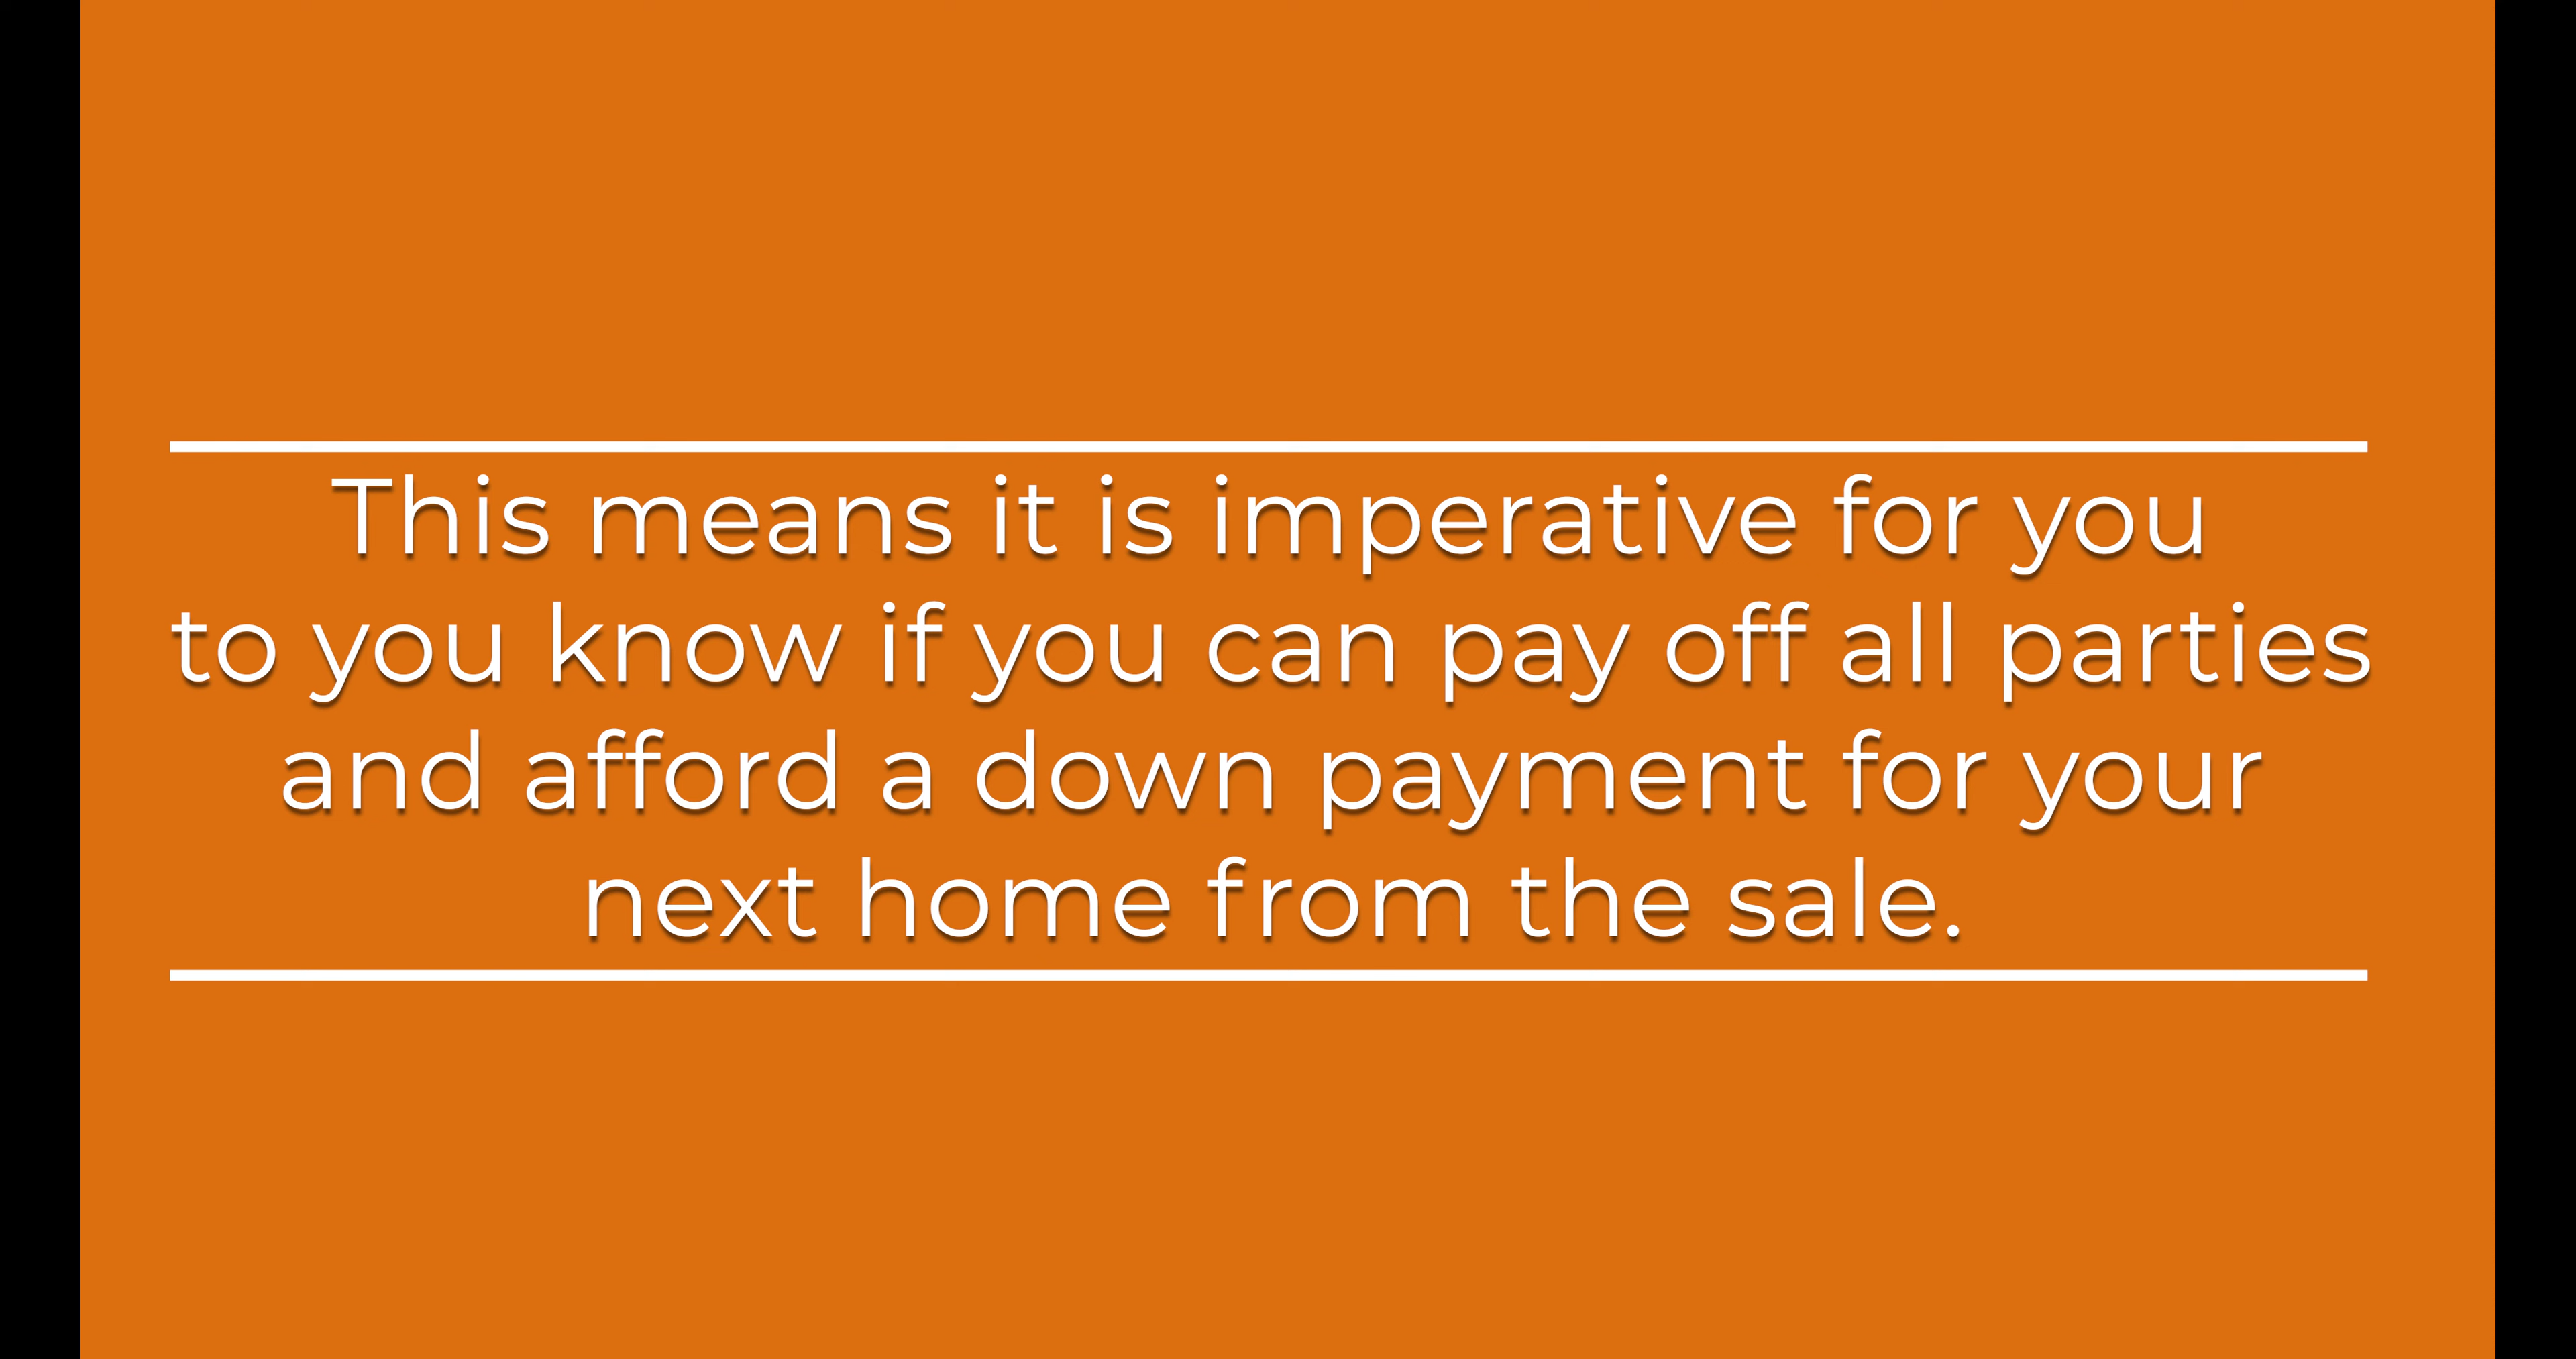 This means it is imperative for you
to you know if you can pay off all parties
and afford a down payment for your
next home from the sale.